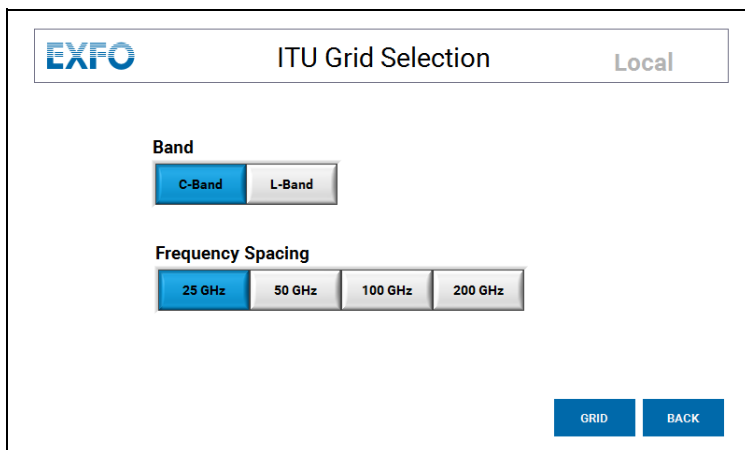 EXFO ITU Grid Selection Local
Band
C-Band L-Band
Frequency Spacing
25 GHz 50 GHz 100 GHz 200 GHz
GRID BACK